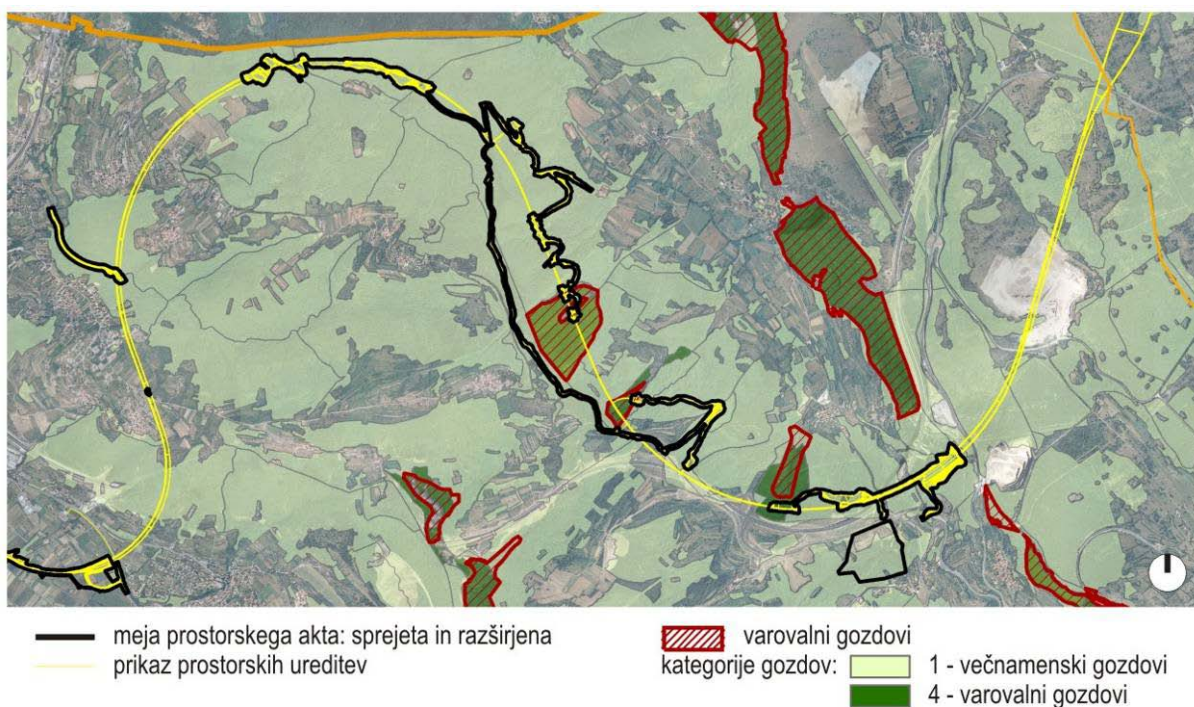 meja prostorskega akta: sprejeta in razširjena
prikaz prostorskih ureditev
varovalni gozdovi
kategorije gozdov:
1 - večnamenski gozdovi
4 - varovalni gozdovi